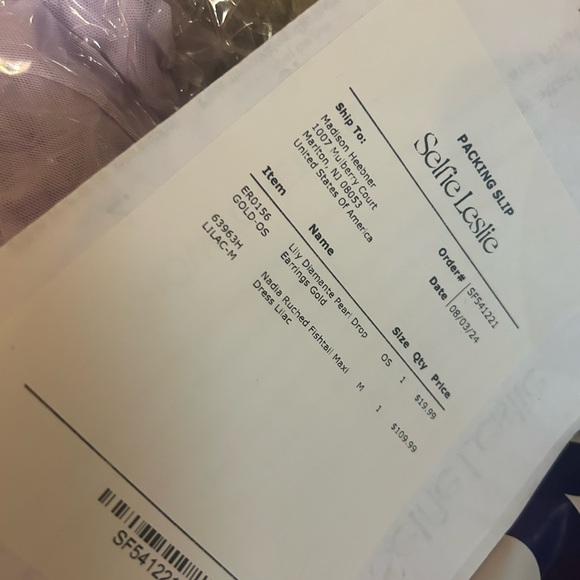 PACKING SLIP
Selfie Leslie
Ship To:
Madison Heebner
1007 Mulberry Court
Marlton, NJ 08053
United States Of America
Order# SF541221
Date 08/03/24
Item Name Size Qty Price
ER0156 GOLD-OS Lily Diamante Pearl Drop Earrings Gold OS 1 $19.99
63963H LILAC-M Nadia Ruched Fishtail Maxi Dress Lilac M 1 $109.99
SF541221